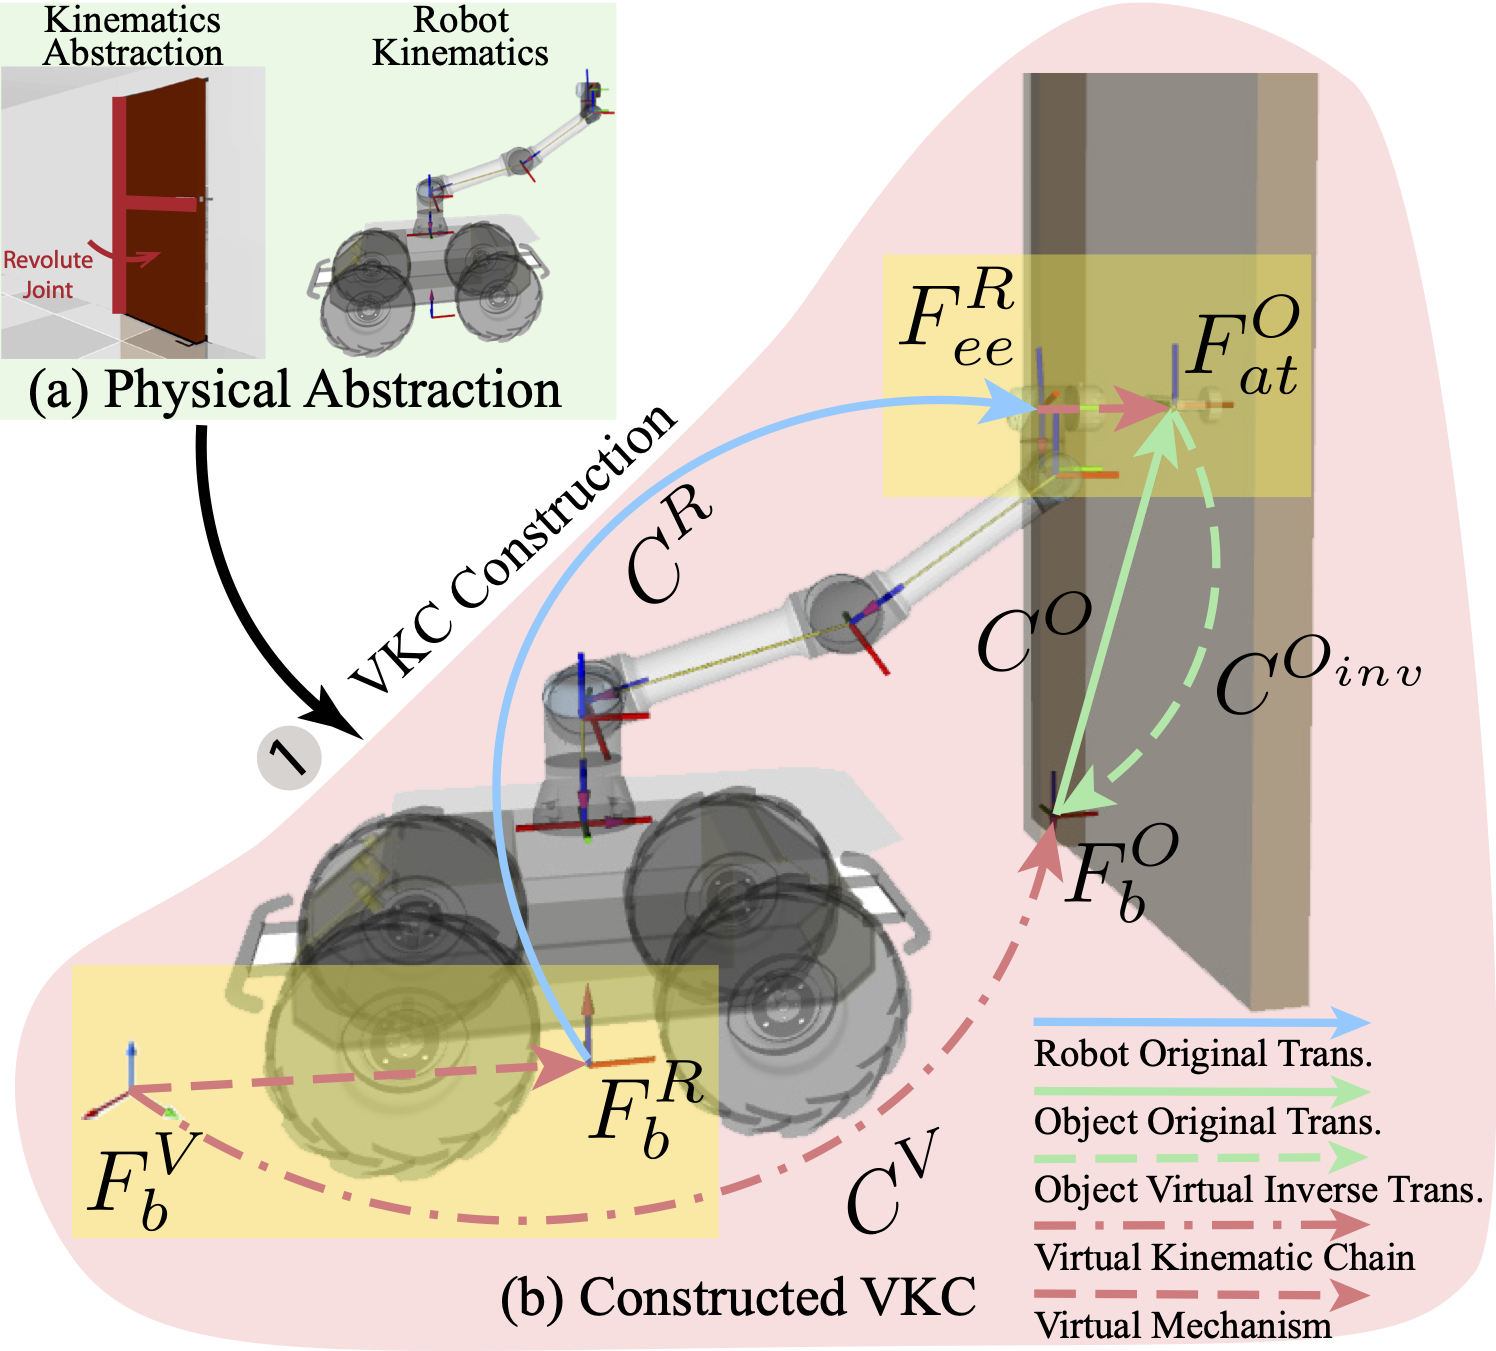 Kinematics
Abstraction
Robot
Kinematics
Revolute
Joint
(a) Physical Abstraction
1
VKC Construction
F_{ee}^{R}
F_{at}^{O}
C^{R}
C^{O}
C^{O_{inv}}
F_{b}^{O}
F_{b}^{R}
F_{b}^{V}
C^{V}
Robot Original Trans.
Object Original Trans.
Object Virtual Inverse Trans.
Virtual Kinematic Chain
Virtual Mechanism
(b) Constructed VKC